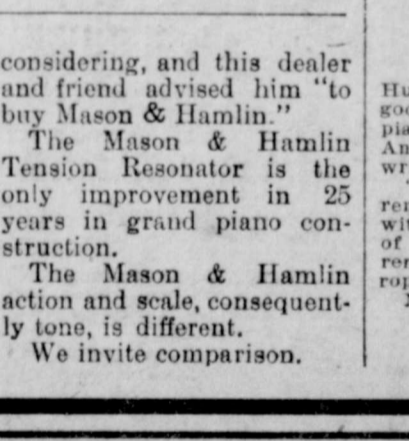 considering, and this dealer
and friend advised him "to
buy Mason & Hamlin."
The Mason & Hamlin
Tension Resonator is the
only improvement in 25
years in grand piano con-
struction.
The Mason & Hamlin
action and scale, consequent-
ly tone, is different.
We invite comparison.